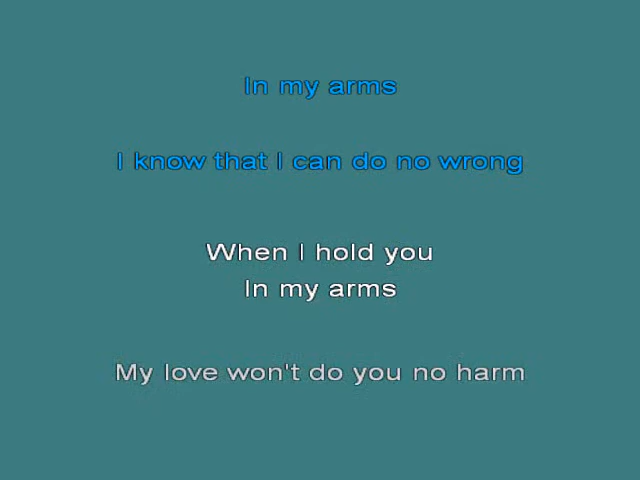 In my arms
I know that I can do no wrong
When I hold you
In my arms
My love won't do you no harm